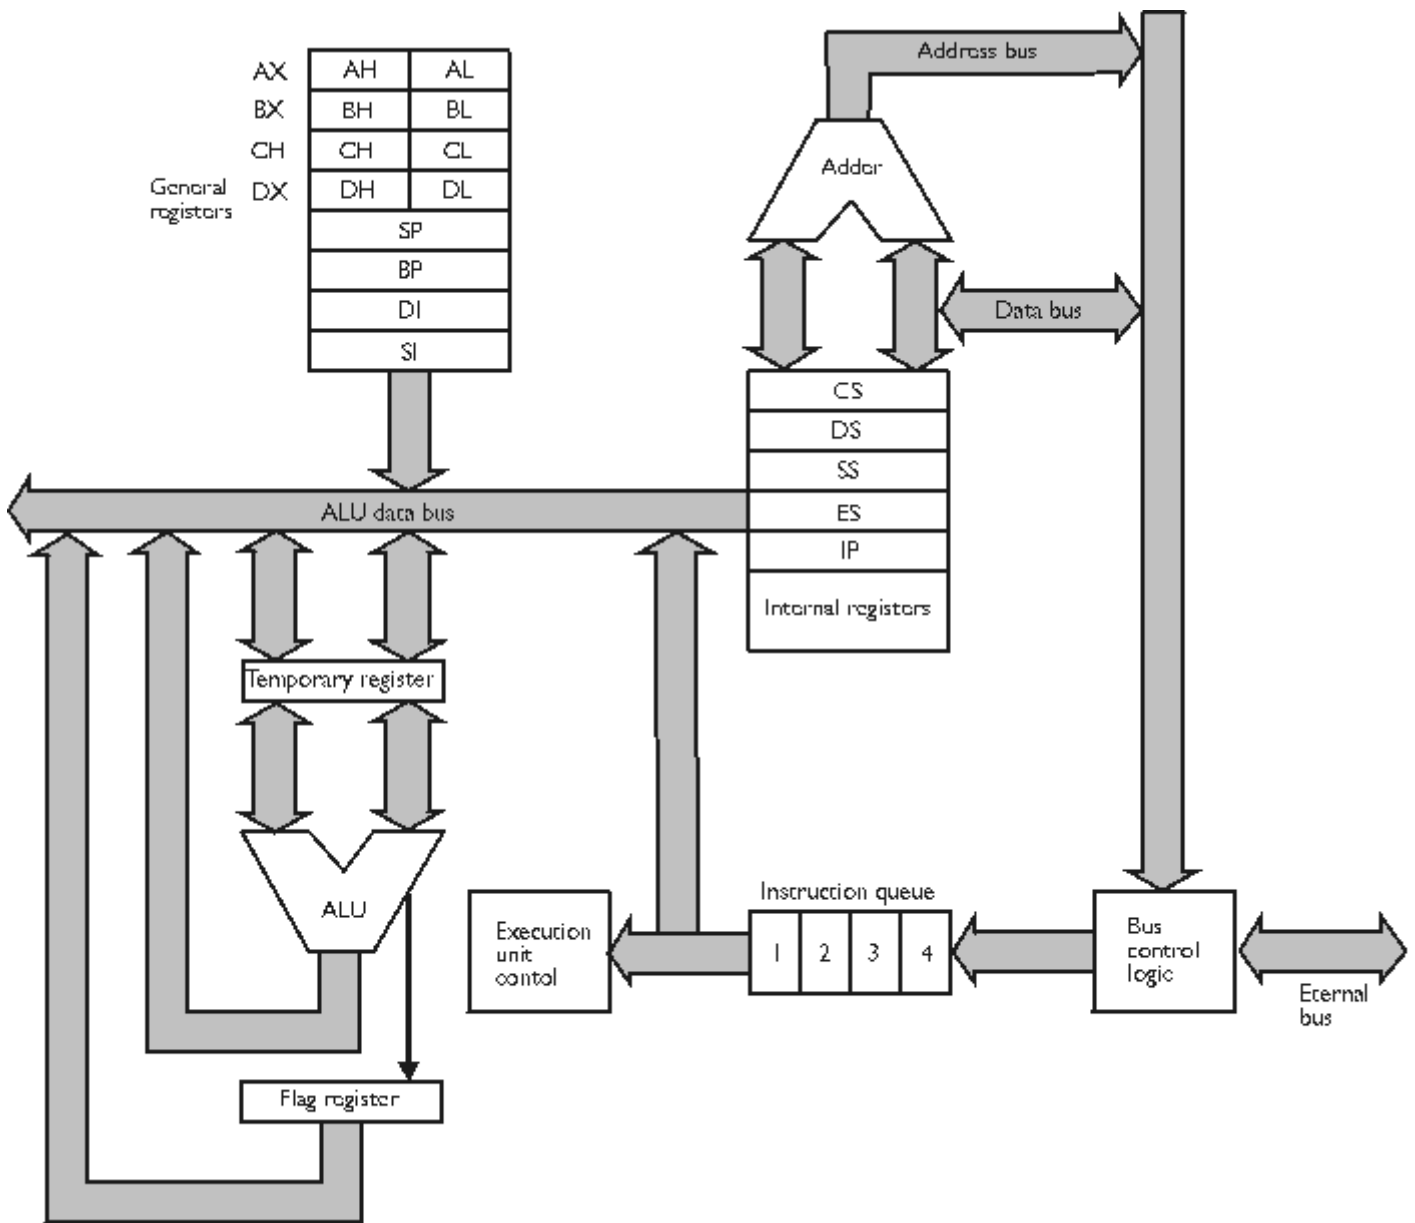 Address bus
AX AH AL
BX BH BL
CH CH CL
DX DH DL
General
registers
SP
BP
DI
SI
Adder
Data bus
CS
DS
SS
ES
IP
Internal registers
ALU data bus
Temporary register
ALU
Flag register
Execution
unit
contol
Instruction queue
1 2 3 4
Bus
control
logic
Eternal
bus